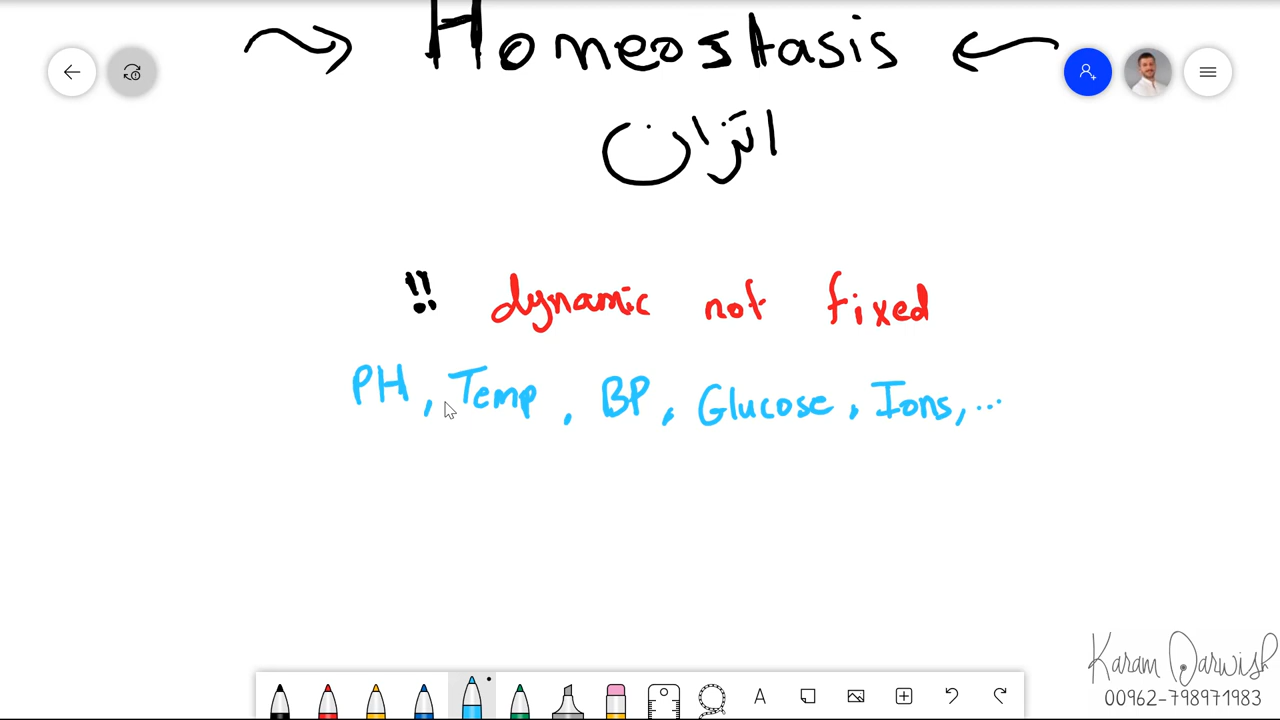 Homeostasis
اتزان
!! dynamic not fixed
PH, Temp, BP, Glucose, Ions, ...
A
Karam Darwish
00962-798971983